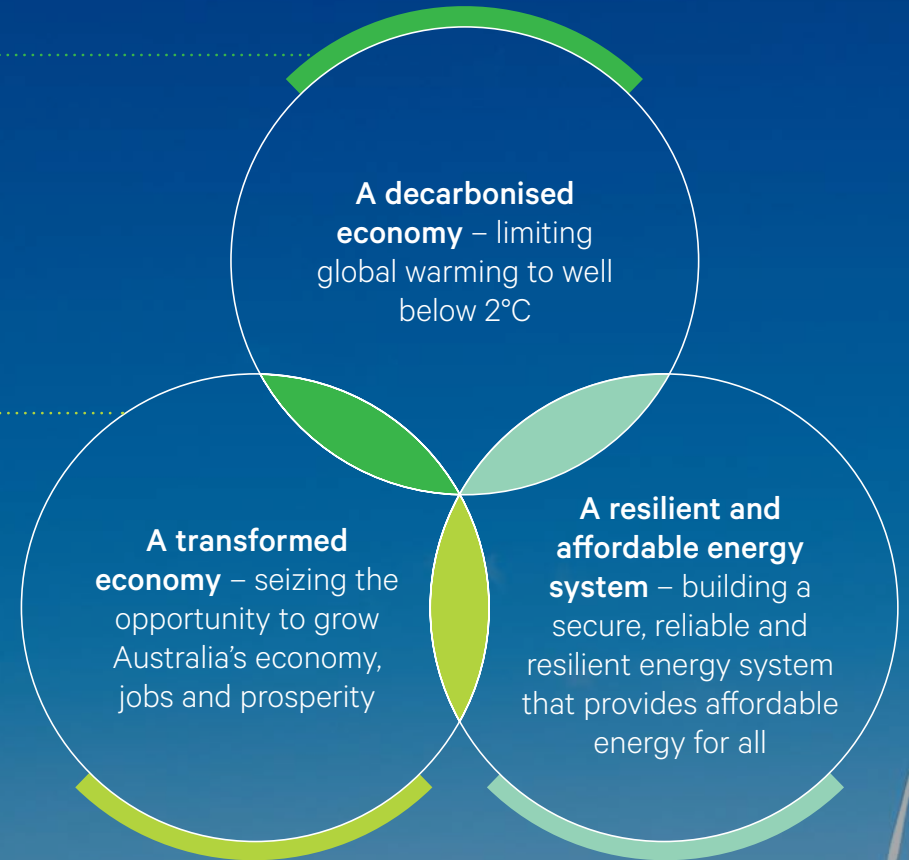 A decarbonised
economy – limiting
global warming to well
below 2°C
A transformed
economy – seizing the
opportunity to grow
Australia’s economy,
jobs and prosperity
A resilient and
affordable energy
system – building a
secure, reliable and
resilient energy system
that provides affordable
energy for all